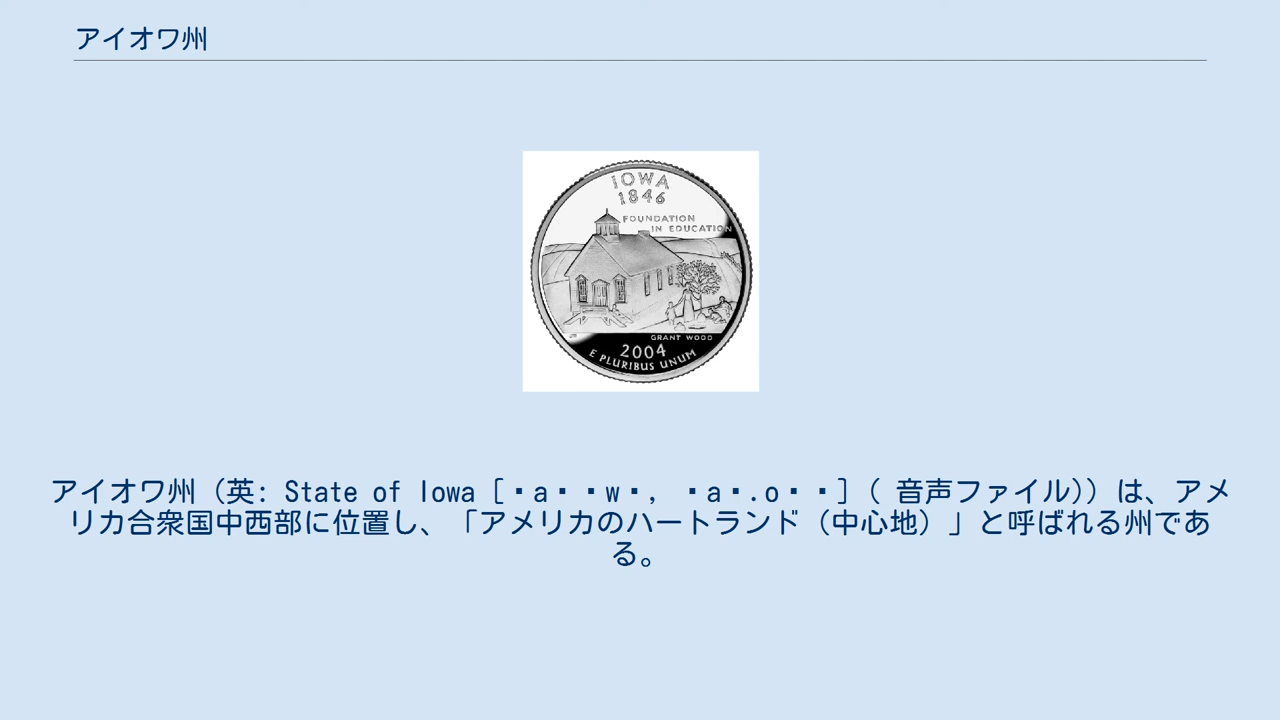 アイオワ州
IOWA
1846
FOUNDATION
IN EDUCATION
GRANT WOOD
2004
E PLURIBUS UNUM
アイオワ州（英: State of Iowa [▪a▪▪w▪, ▪a▪.o▪▪]( 音声ファイル)）は、アメ
リカ合衆国中西部に位置し、「アメリカのハートランド（中心地）」と呼ばれる州であ
る。